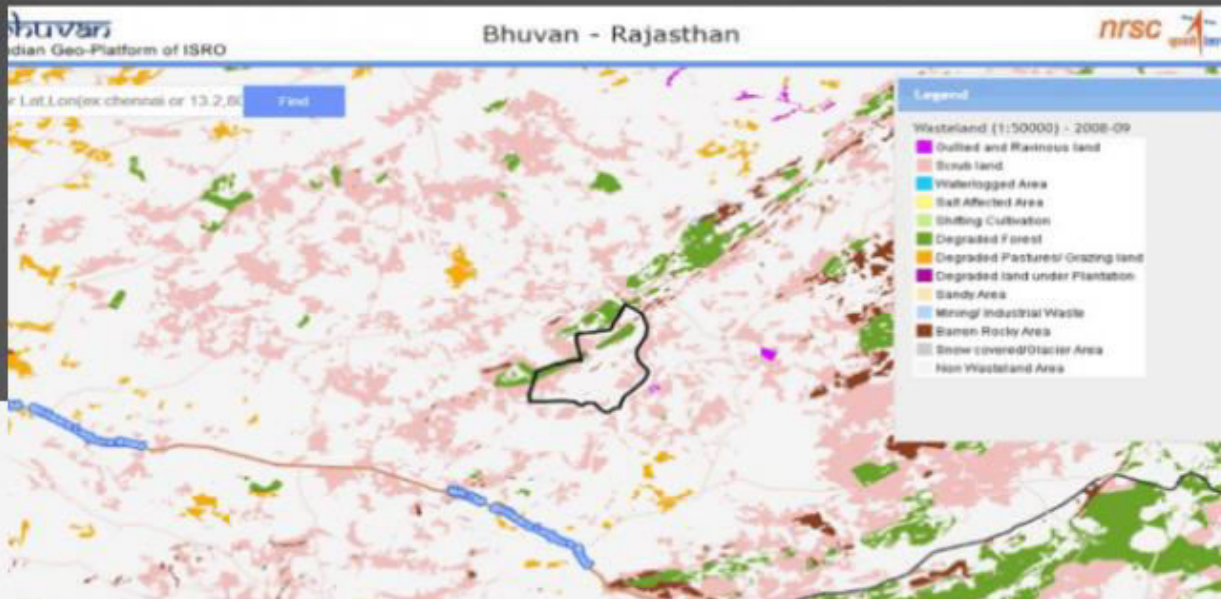 huvan
dian Geo-Platform of ISRO
Bhuvan - Rajasthan
nrsc
r Lat,Lon(ex:chennai or 13.2,80
Find
Legend
Wasteland (1:50000) - 2008-09
Gullied and Ravinous land
Scrub land
Waterlogged Area
Salt Affected Area
Shifting Cultivation
Degraded Forest
Degraded Pastures/ Grazing land
Degraded land under Plantation
Sandy Area
Mining/ Industrial Waste
Barren Rocky Area
Snow covered/Glacier Area
Non Wasteland Area